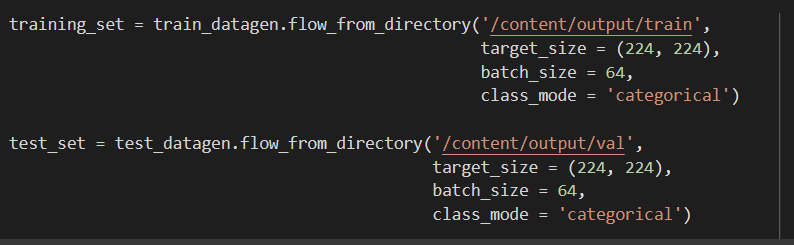 training_set = train_datagen.flow_from_directory('/content/output/train',
target_size = (224, 224),
batch_size = 64,
class_mode = 'categorical')
test_set = test_datagen.flow_from_directory('/content/output/val',
target_size = (224, 224),
batch_size = 64,
class_mode = 'categorical')